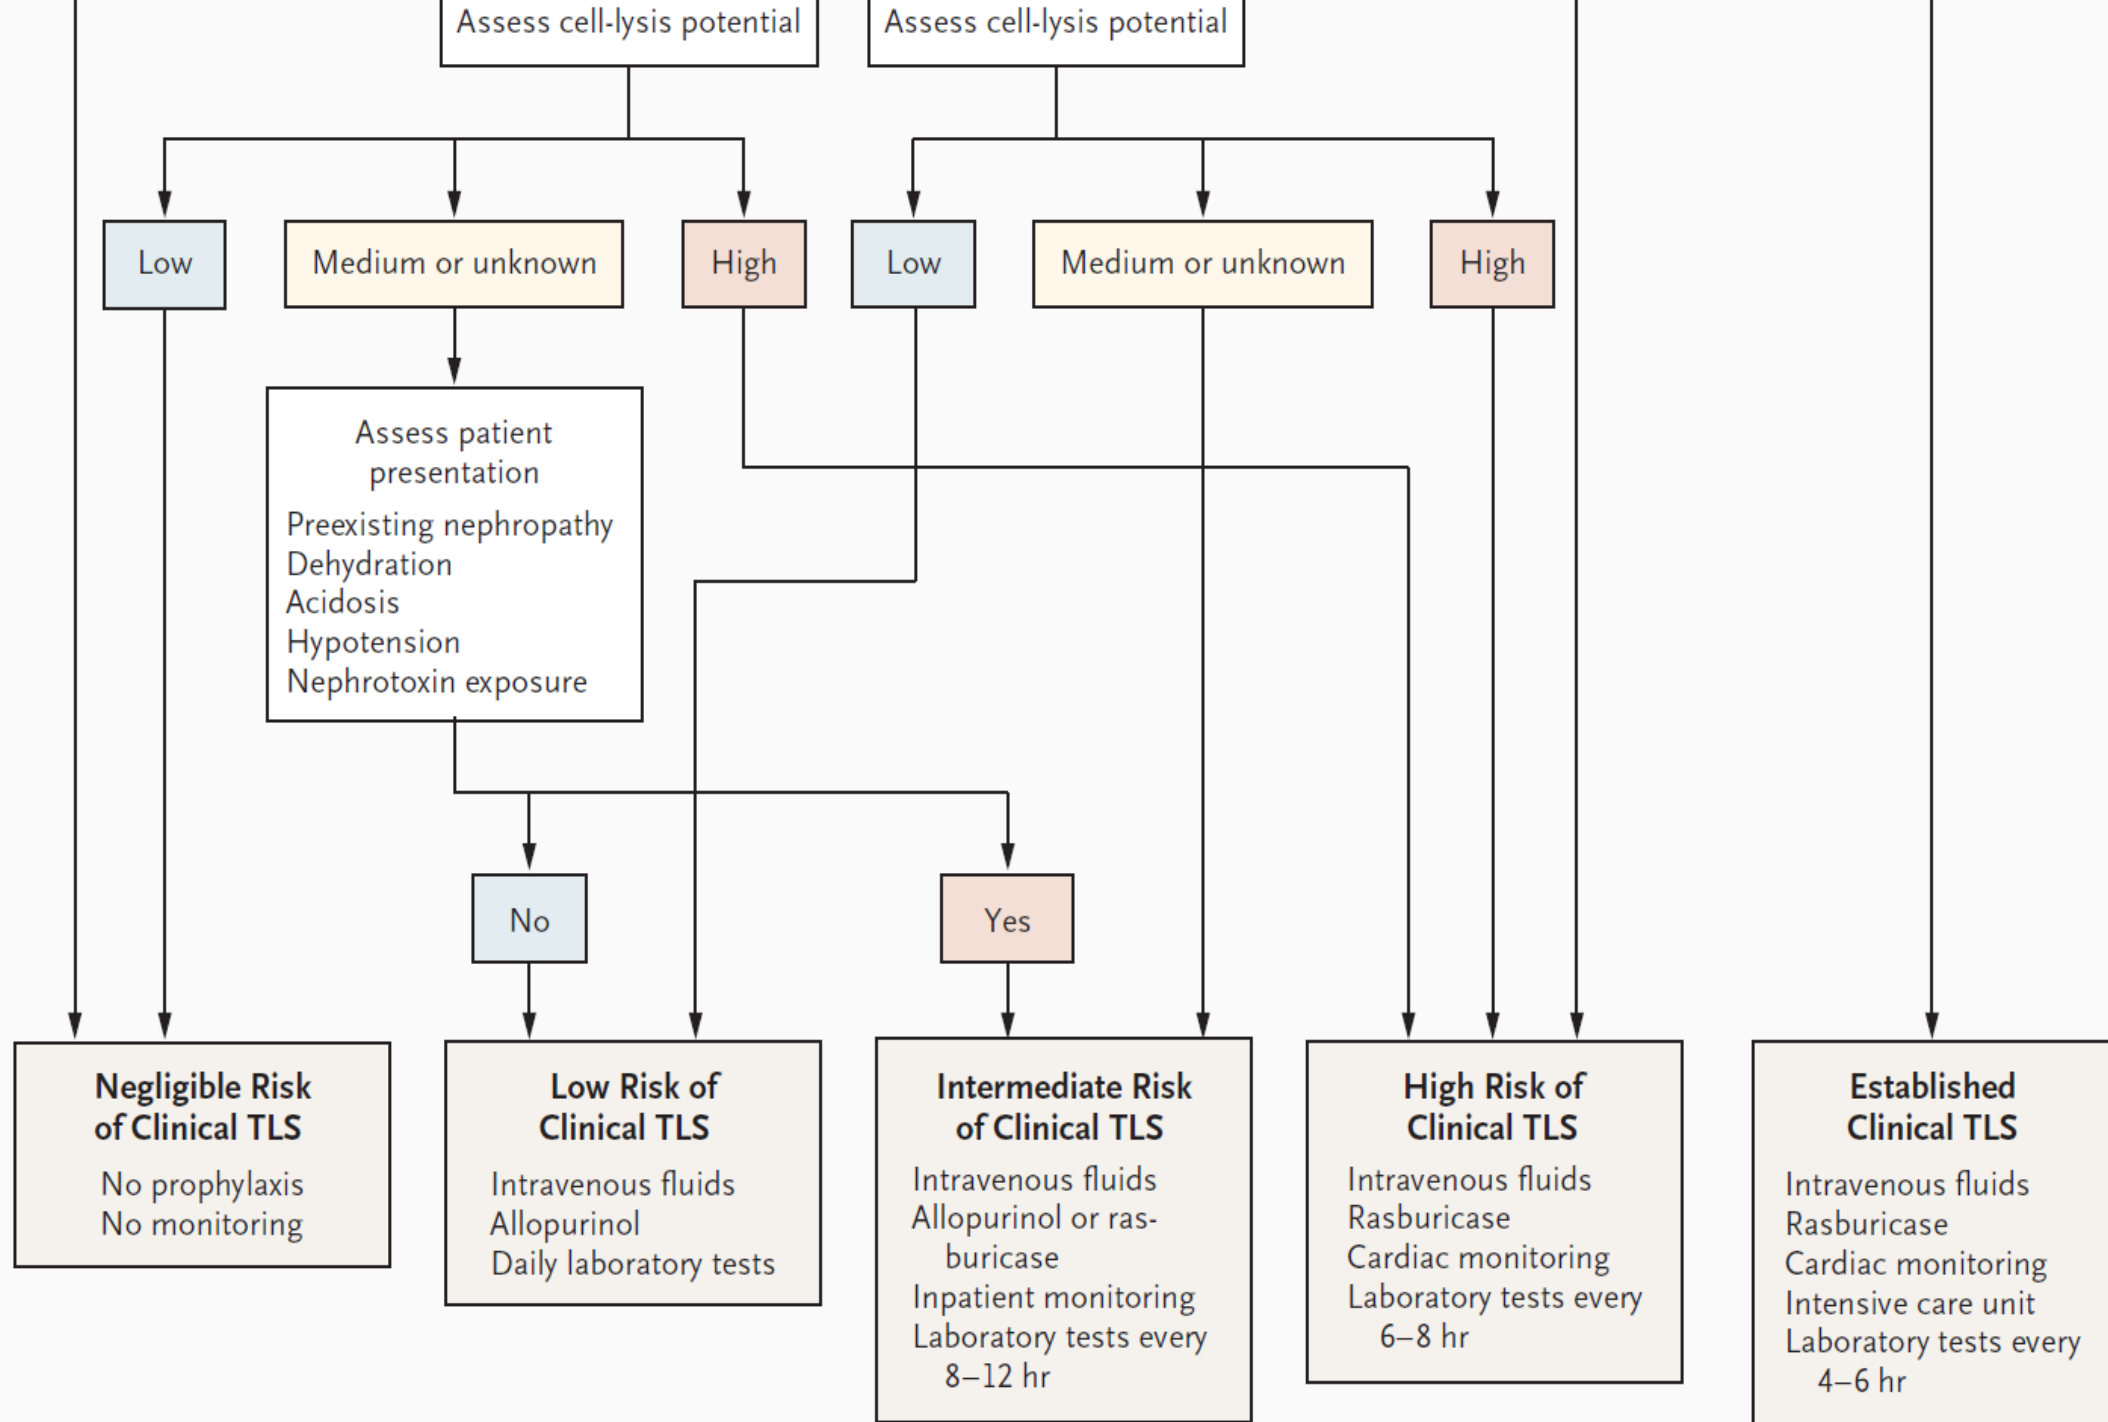 Assess cell-lysis potential
Assess cell-lysis potential
Low
Medium or unknown
High
Low
Medium or unknown
High
Assess patient
presentation
Preexisting nephropathy
Dehydration
Acidosis
Hypotension
Nephrotoxin exposure
No
Yes
Negligible Risk
of Clinical TLS
No prophylaxis
No monitoring
Low Risk of
Clinical TLS
Intravenous fluids
Allopurinol
Daily laboratory tests
Intermediate Risk
of Clinical TLS
Intravenous fluids
Allopurinol or ras-
buricase
Inpatient monitoring
Laboratory tests every
8–12 hr
High Risk of
Clinical TLS
Intravenous fluids
Rasburicase
Cardiac monitoring
Laboratory tests every
6–8 hr
Established
Clinical TLS
Intravenous fluids
Rasburicase
Cardiac monitoring
Intensive care unit
Laboratory tests every
4–6 hr